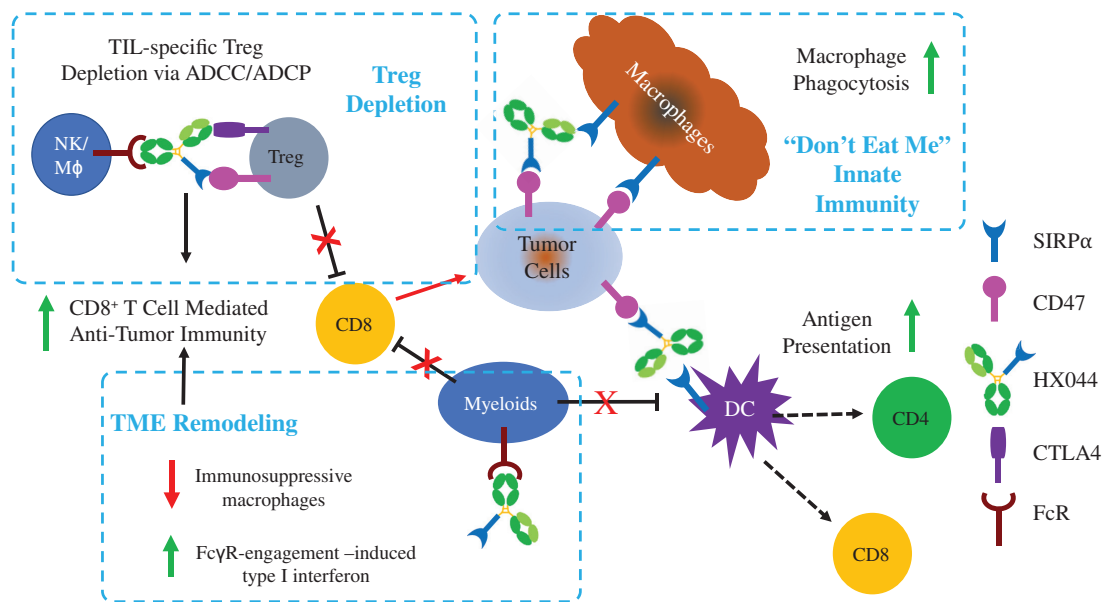 TIL-specific Treg
Depletion via ADCC/ADCP
Treg
Depletion
NK/
Mϕ
Treg
Macrophages
Macrophage
Phagocytosis
“Don’t Eat Me”
Innate
Immunity
Tumor
Cells
CD8⁺ T Cell Mediated
Anti-Tumor Immunity
CD8
Antigen
Presentation
TME Remodeling
Immunosuppressive
macrophages
FcγR-engagement –induced
type I interferon
Myeloids
X
DC
CD4
CD8
SIRPα
CD47
HX044
CTLA4
FcR